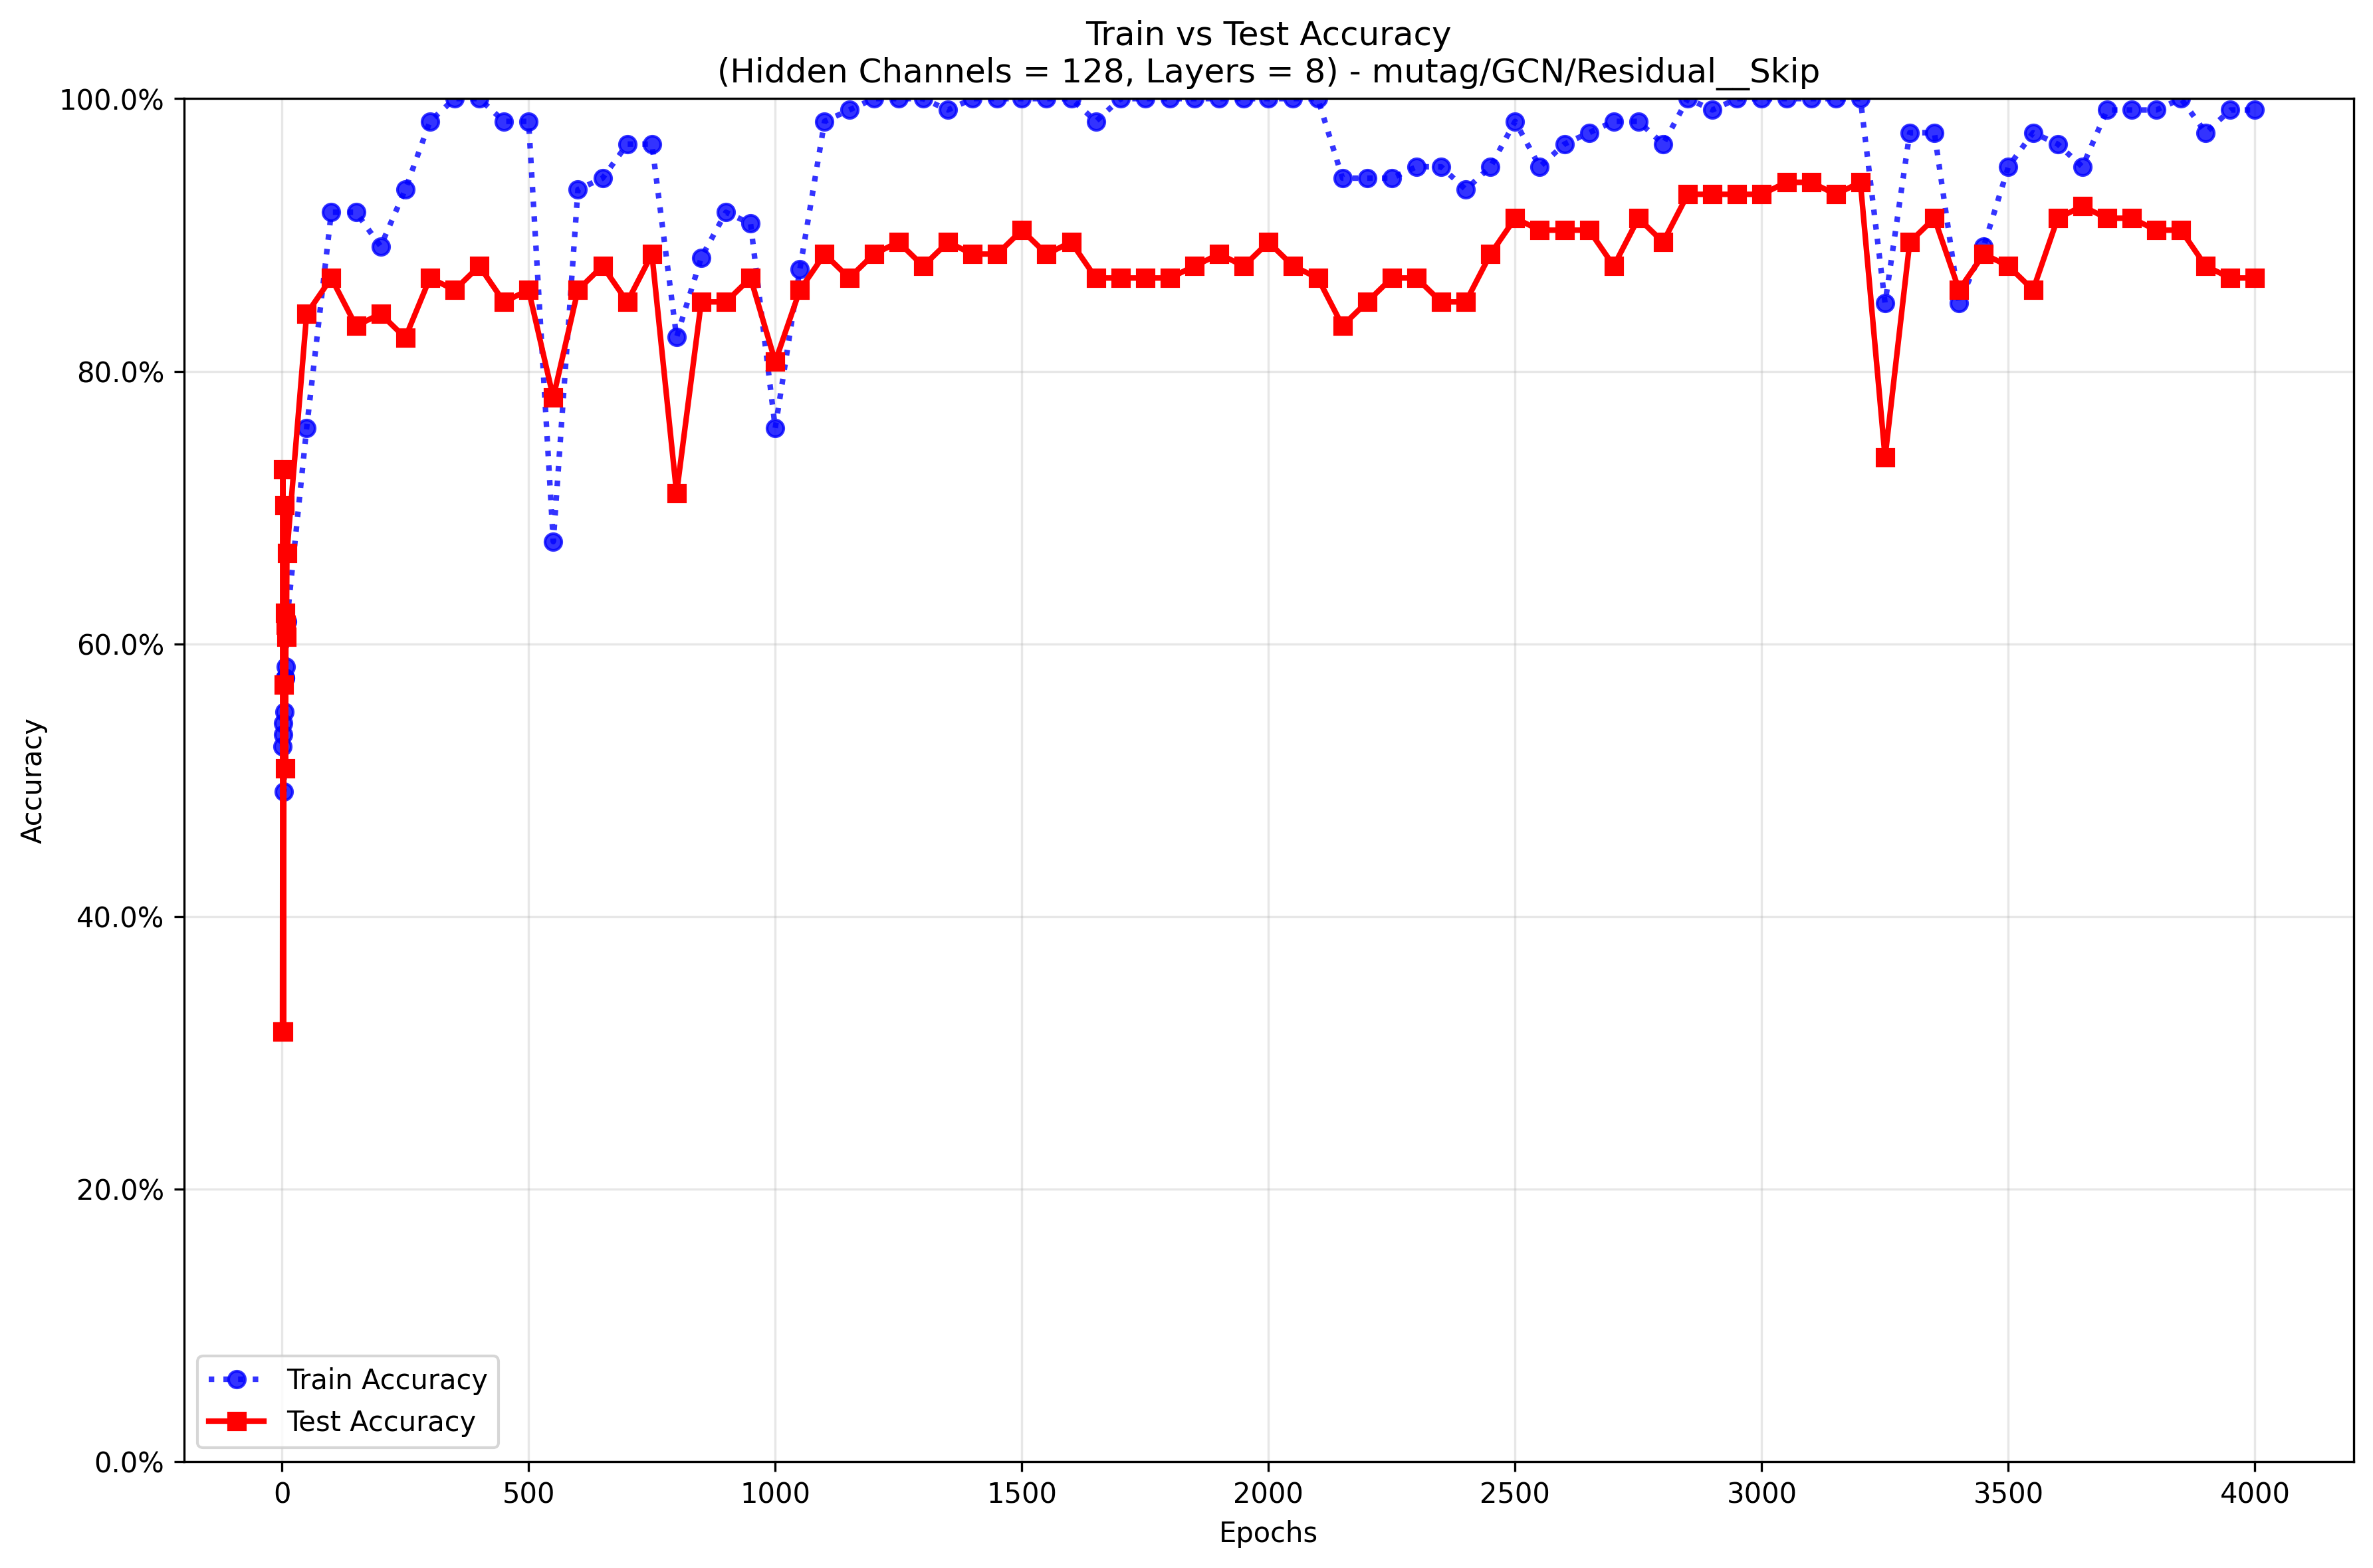 Train vs Test Accuracy
(Hidden Channels = 128, Layers = 8) - mutag/GCN/Residual__Skip
100.0%
80.0%
60.0%
40.0%
20.0%
0.0%
Accuracy
Train Accuracy
Test Accuracy
0 500 1000 1500 2000 2500 3000 3500 4000
Epochs